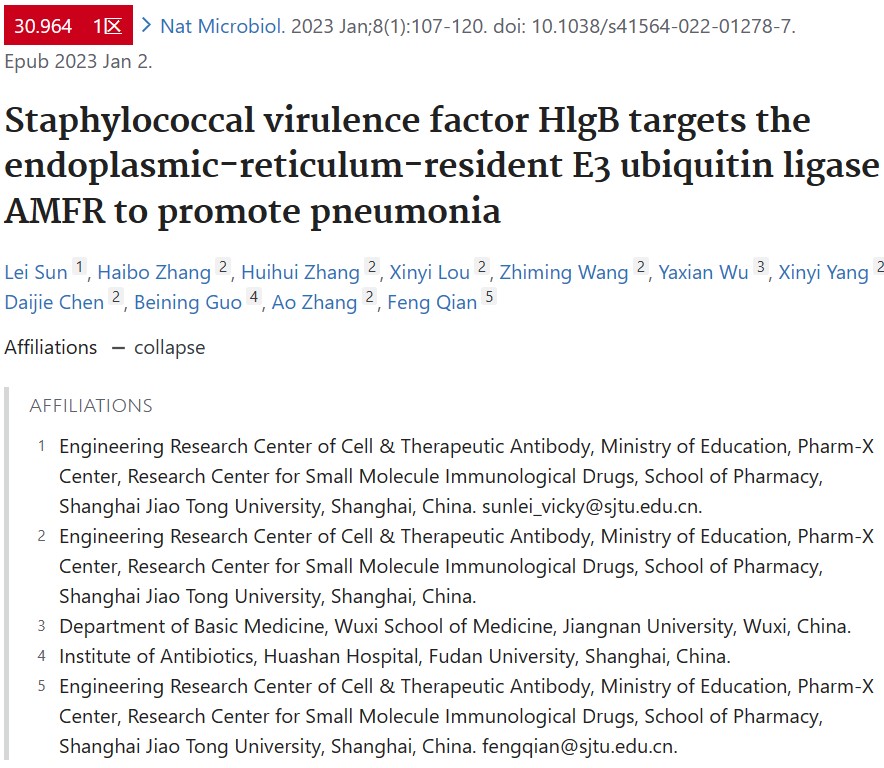 30.964 1区 > Nat Microbiol. 2023 Jan;8(1):107-120. doi: 10.1038/s41564-022-01278-7.
Epub 2023 Jan 2.
Staphylococcal virulence factor HlgB targets the
endoplasmic-reticulum-resident E3 ubiquitin ligase
AMFR to promote pneumonia
Lei Sun 1, Haibo Zhang 2, Huihui Zhang 2, Xinyi Lou 2, Zhiming Wang 2, Yaxian Wu 3, Xinyi Yang 2
Daijie Chen 2, Beining Guo 4, Ao Zhang 2, Feng Qian 5
Affiliations — collapse
AFFILIATIONS
1 Engineering Research Center of Cell & Therapeutic Antibody, Ministry of Education, Pharm-X
Center, Research Center for Small Molecule Immunological Drugs, School of Pharmacy,
Shanghai Jiao Tong University, Shanghai, China. sunlei_vicky@sjtu.edu.cn.
2 Engineering Research Center of Cell & Therapeutic Antibody, Ministry of Education, Pharm-X
Center, Research Center for Small Molecule Immunological Drugs, School of Pharmacy,
Shanghai Jiao Tong University, Shanghai, China.
3 Department of Basic Medicine, Wuxi School of Medicine, Jiangnan University, Wuxi, China.
4 Institute of Antibiotics, Huashan Hospital, Fudan University, Shanghai, China.
5 Engineering Research Center of Cell & Therapeutic Antibody, Ministry of Education, Pharm-X
Center, Research Center for Small Molecule Immunological Drugs, School of Pharmacy,
Shanghai Jiao Tong University, Shanghai, China. fengqian@sjtu.edu.cn.